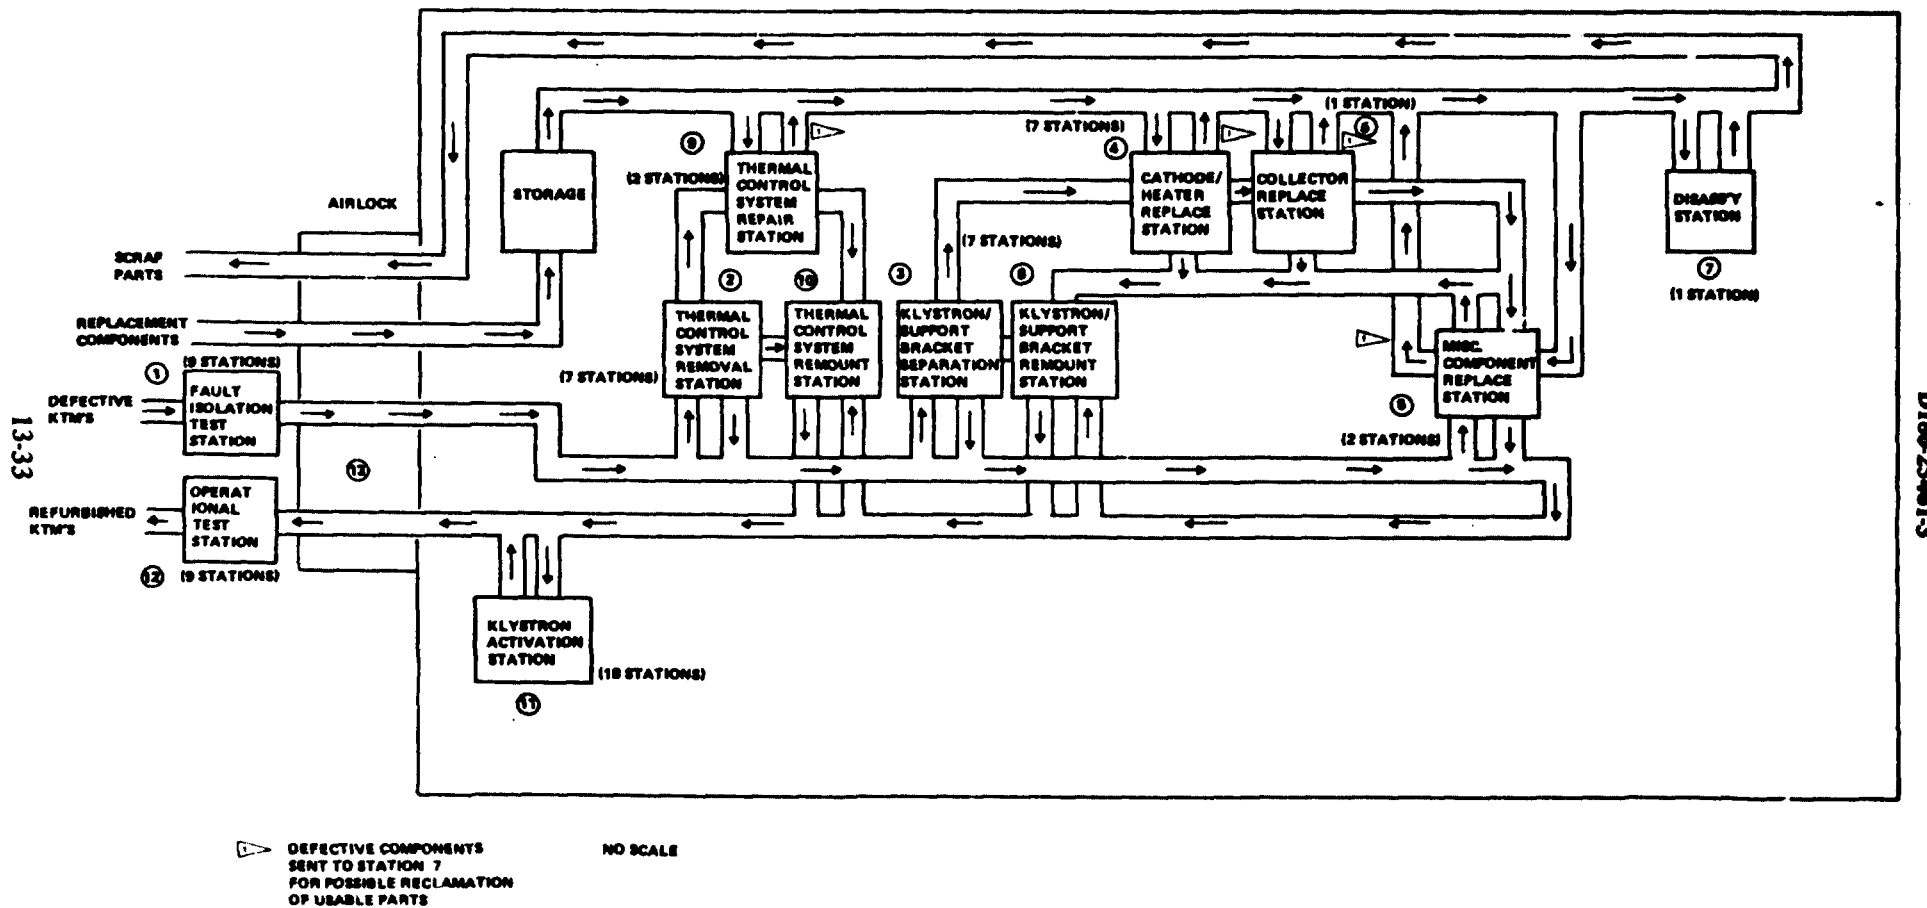 (1 STATION)
(7 STATIONS)
9
4
5
(2 STATIONS)
THERMAL
CONTROL
SYSTEM
REPAIR
STATION
CATHODE/
HEATER
REPLACE
STATION
COLLECTOR
REPLACE
STATION
STORAGE
STATION
7
(1 STATION)
AIRLOCK
SCRAP
PARTS
REPLACEMENT
COMPONENTS
(7 STATIONS)
2
10
3
THERMAL
CONTROL
SYSTEM
REMOVAL
STATION
(7 STATIONS)
THERMAL
CONTROL
SYSTEM
REMOUNT
STATION
KLYSTRON/
SUPPORT
BRACKET
SEPARATION
STATION
KLYSTRON/
SUPPORT
BRACKET
REMOUNT
STATION
MISC.
COMPONENT
REPLACE
STATION
(2 STATIONS)
1
(9 STATIONS)
DEFECTIVE
KTM'S
FAULT
ISOLATION
TEST
STATION
13-33
REFURBISHED
KTM'S
OPERAT
IONAL
TEST
STATION
12
(9 STATIONS)
KLYSTRON
ACTIVATION
STATION
(18 STATIONS)
11
1
DEFECTIVE COMPONENTS
SENT TO STATION 7
FOR POSSIBLE RECLAMATION
OF USABLE PARTS
NO SCALE